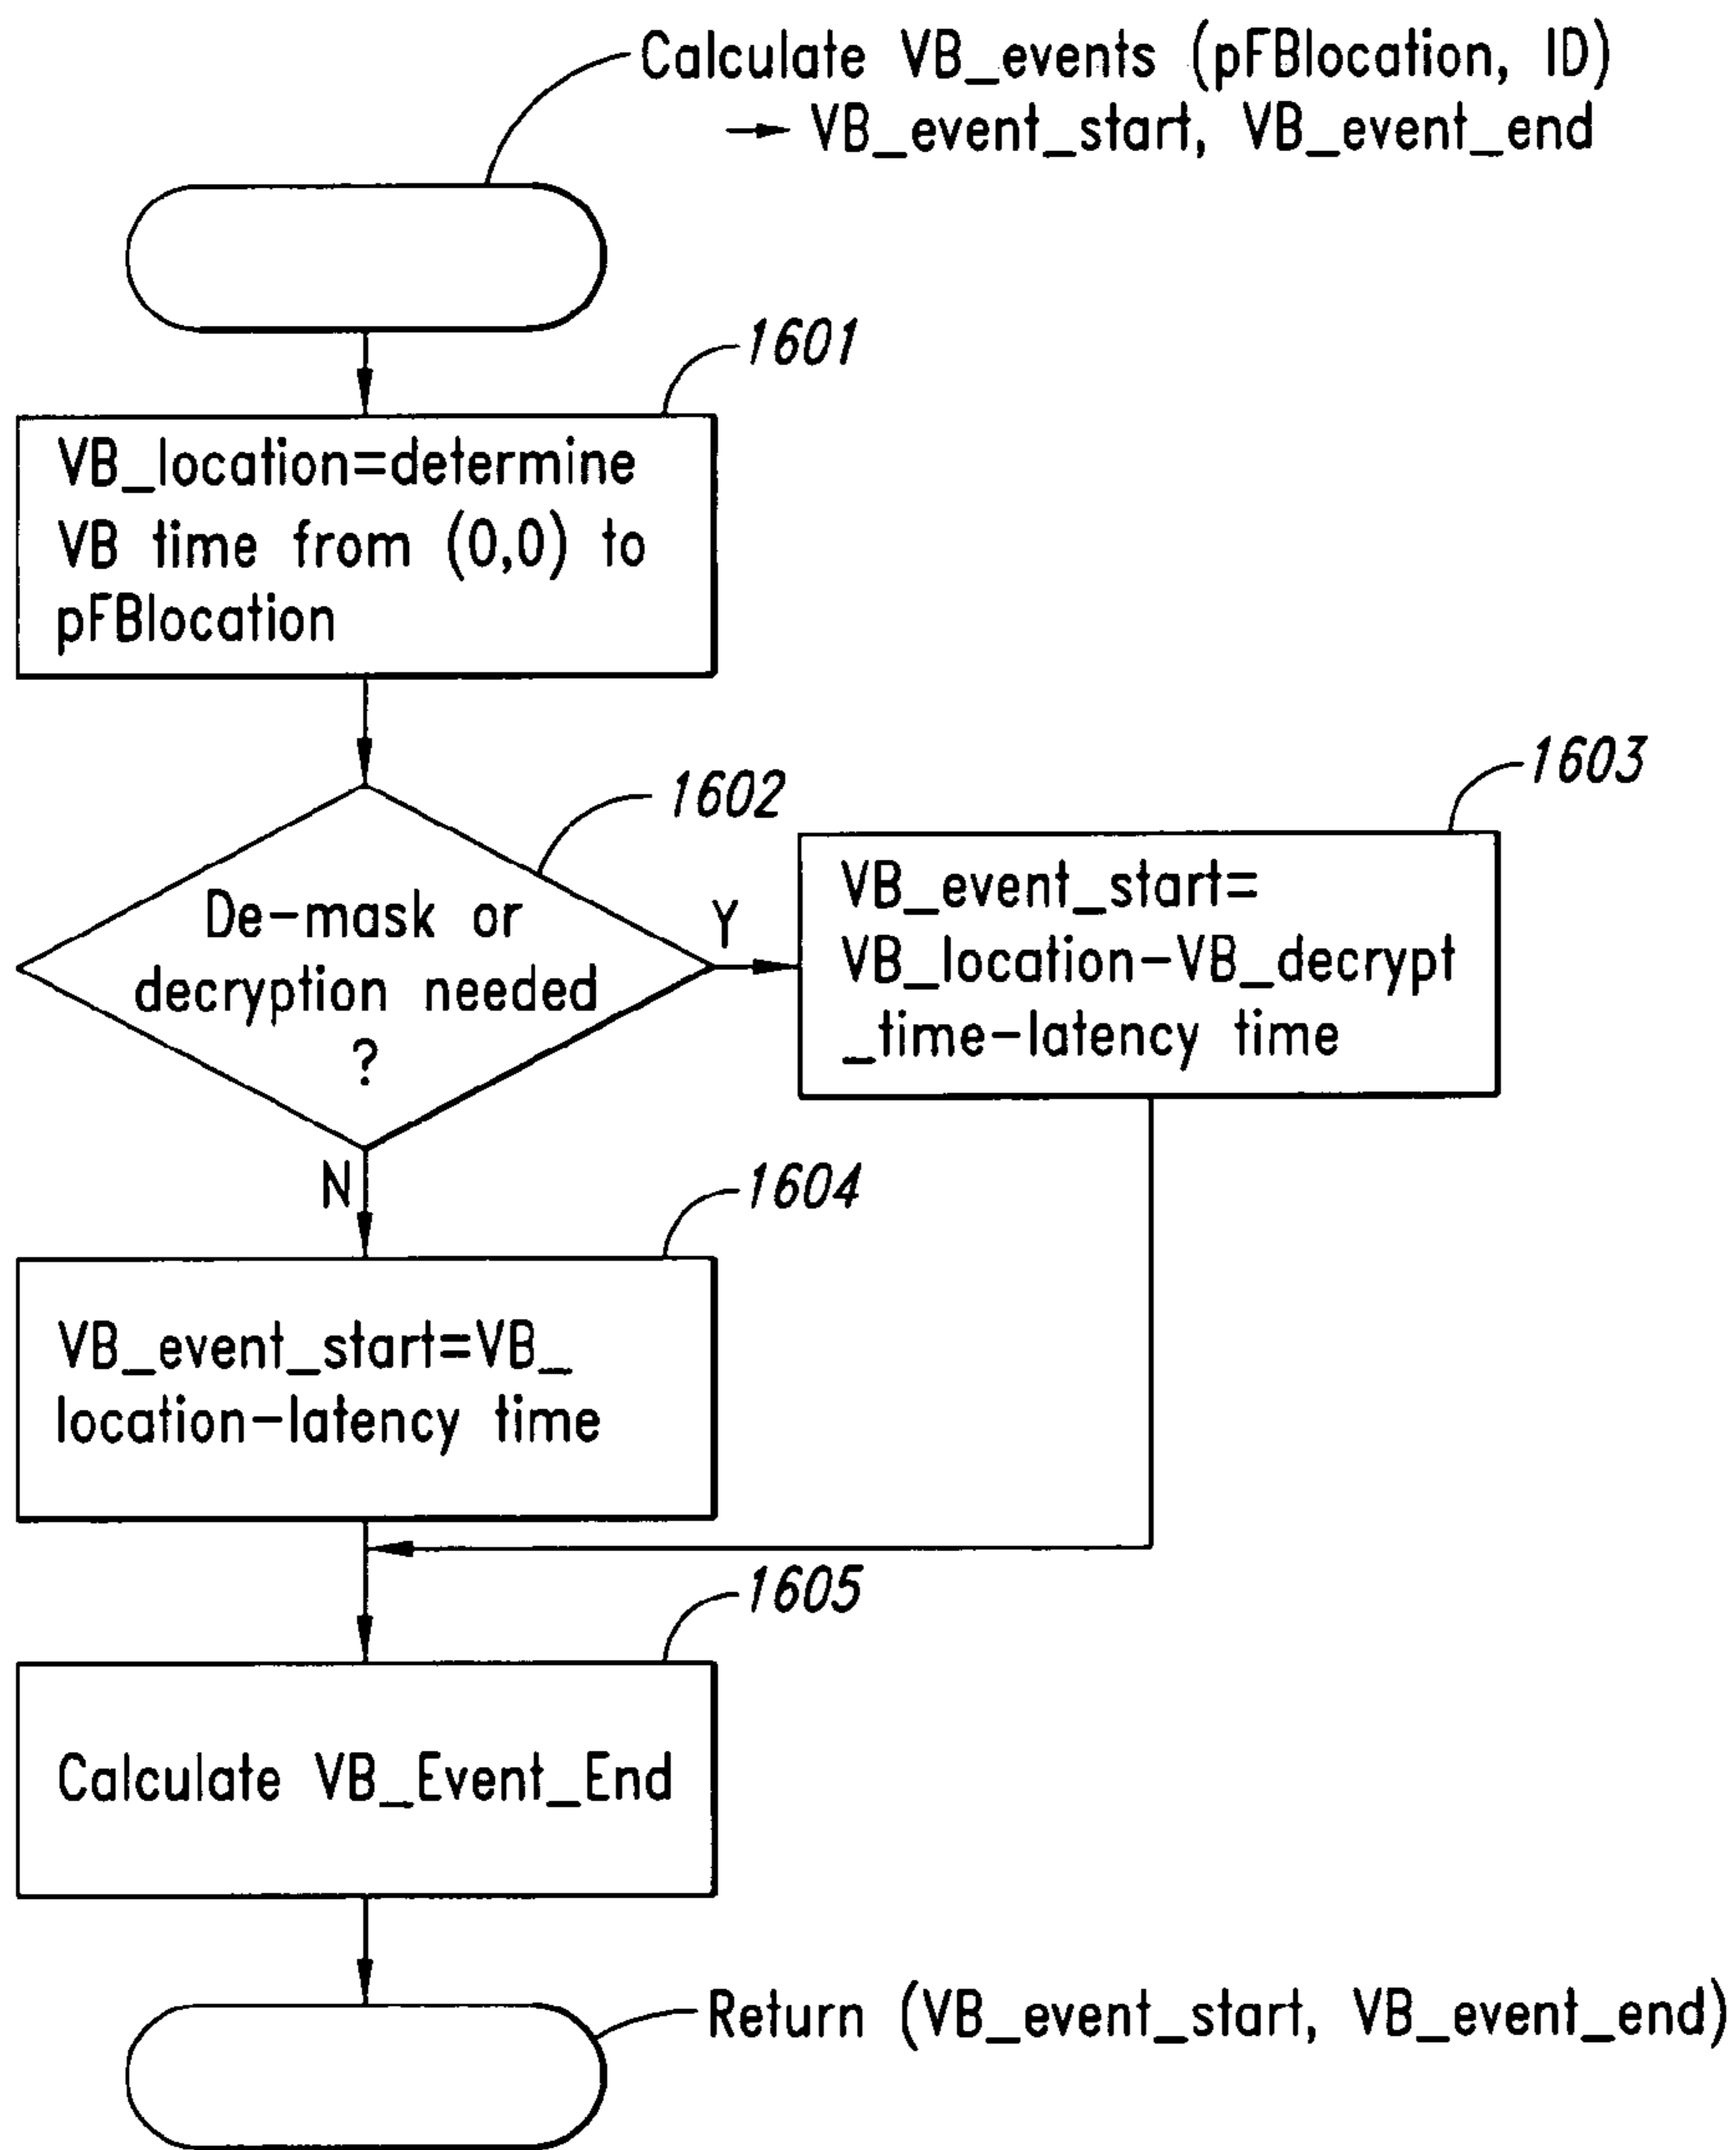 Calculate VB_events (pFBlocation, ID)
→ VB_event_start, VB_event_end
1601
VB_location=determine
VB time from (0,0) to
pFBlocation
1602
De-mask or
decryption needed
?
Y
N
1603
VB_event_start=
VB_location-VB_decrypt
_time-latency time
1604
VB_event_start=VB_
location-latency time
1605
Calculate VB_Event_End
Return (VB_event_start, VB_event_end)